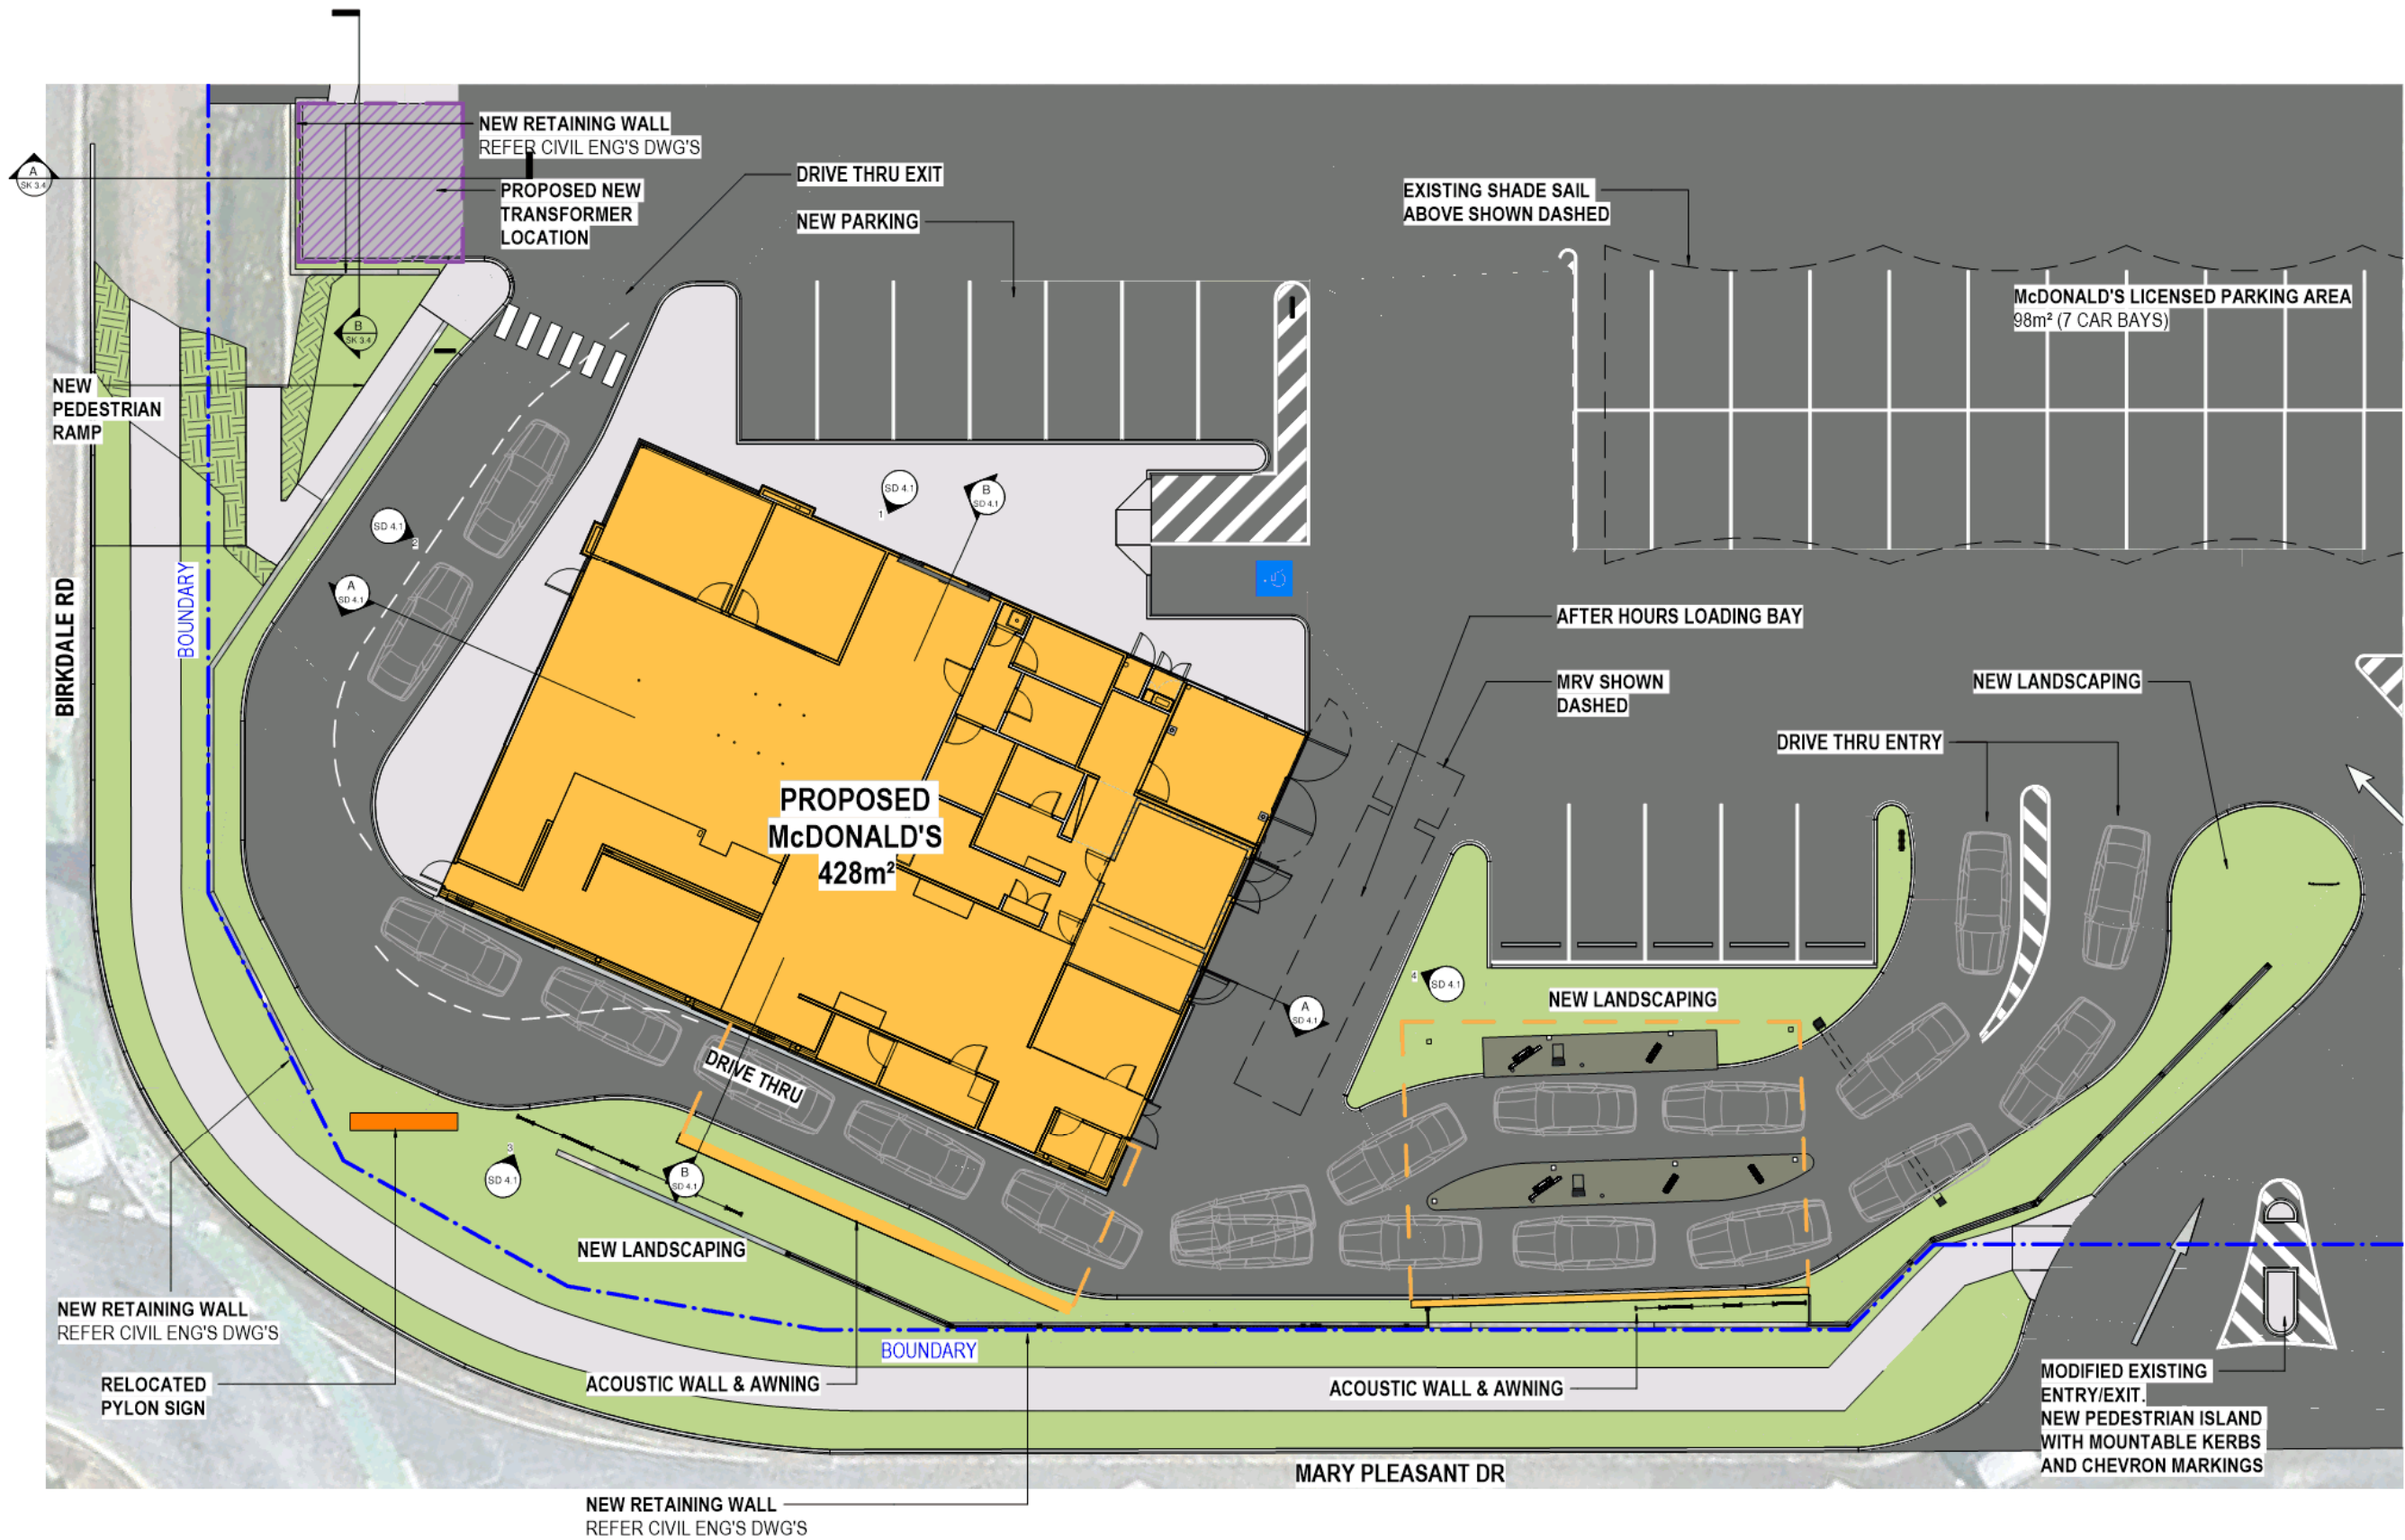 NEW RETAINING WALL
REFER CIVIL ENG'S DWG'S
A
SK 3.4
PROPOSED NEW
TRANSFORMER
LOCATION
DRIVE THRU EXIT
NEW PARKING
EXISTING SHADE SAIL
ABOVE SHOWN DASHED
McDONALD'S LICENSED PARKING AREA
98m² (7 CAR BAYS)
B
SK 3.4
NEW
PEDESTRIAN
RAMP
SD 4.1
1
B
SD 4.1
SD 4.1
2
A
SD 4.1
BIRKDALE RD
BOUNDARY
AFTER HOURS LOADING BAY
MRV SHOWN
DASHED
NEW LANDSCAPING
DRIVE THRU ENTRY
PROPOSED
McDONALD'S
428m²
4
SD 4.1
A
SD 4.1
NEW LANDSCAPING
DRIVE THRU
3
SD 4.1
B
SD 4.1
NEW LANDSCAPING
NEW RETAINING WALL
REFER CIVIL ENG'S DWG'S
BOUNDARY
RELOCATED
PYLON SIGN
ACOUSTIC WALL & AWNING
ACOUSTIC WALL & AWNING
MODIFIED EXISTING
ENTRY/EXIT.
NEW PEDESTRIAN ISLAND
WITH MOUNTABLE KERBS
AND CHEVRON MARKINGS
MARY PLEASANT DR
NEW RETAINING WALL
REFER CIVIL ENG'S DWG'S